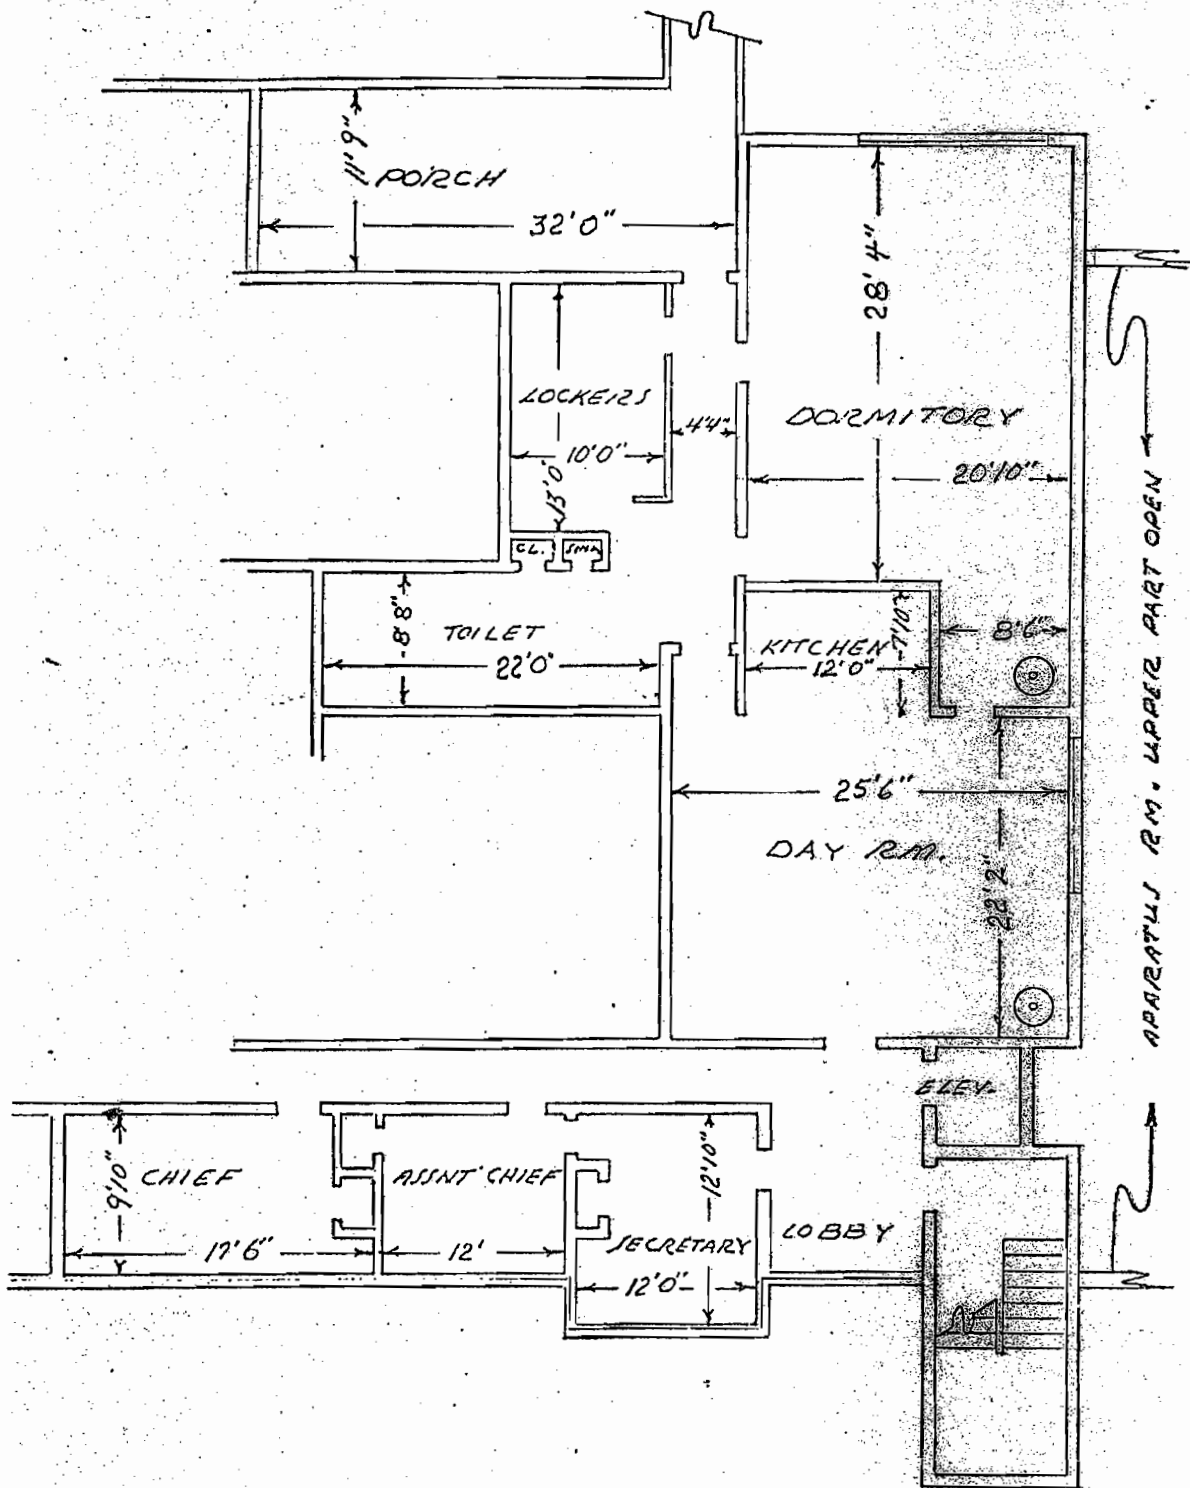 11'9"
PORCH
32'0"
28'4"
LOCKERS
4'4"
DORMITORY
10'0"
20'10"
13'0"
CL.
8'8"
TOILET
22'0"
KITCHEN
12'0"
7'10"
8'6"
25'6"
DAY RM.
22'2"
APARATUS RM. UPPER PART OPEN
ELEV.
9'10"
CHIEF
17'6"
ASSNT CHIEF
12'
12'10"
SECRETARY
12'0"
LOBBY